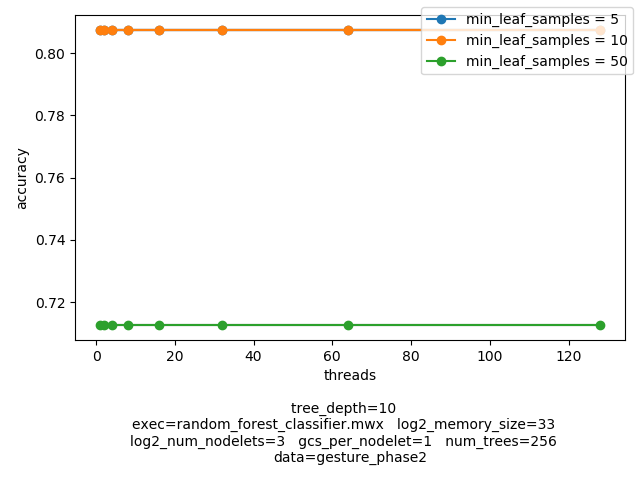 min_leaf_samples = 5
min_leaf_samples = 10
min_leaf_samples = 50
accuracy
0.80
0.78
0.76
0.74
0.72
0 20 40 60 80 100 120
threads
tree_depth=10
exec=random_forest_classifier.mwx log2_memory_size=33
log2_num_nodelets=3 gcs_per_nodelet=1 num_trees=256
data=gesture_phase2